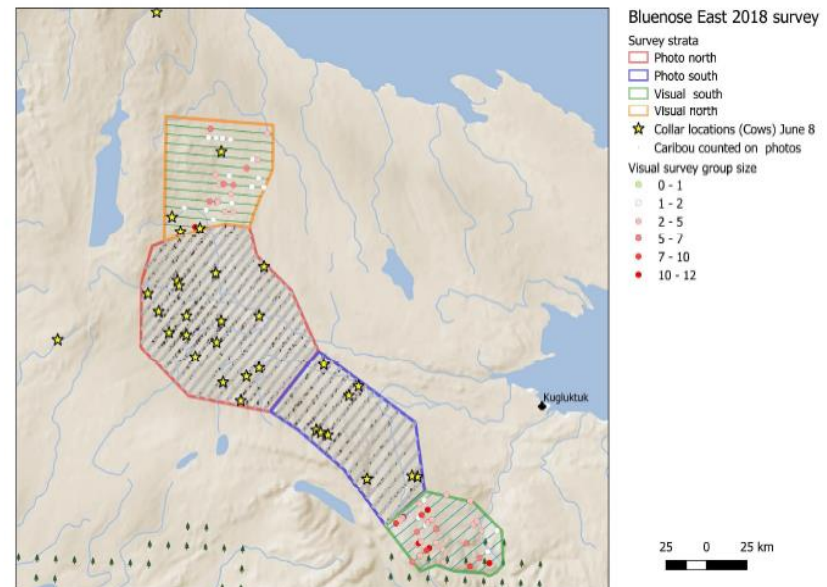 Bluenose East 2018 survey
Survey strata
Photo north
Photo south
Visual south
Visual north
Collar locations (Cows) June 8
Caribou counted on photos
Visual survey group size
0 - 1
1 - 2
2 - 5
5 - 7
7 - 10
10 - 12
Kugluktuk
25 0 25 km